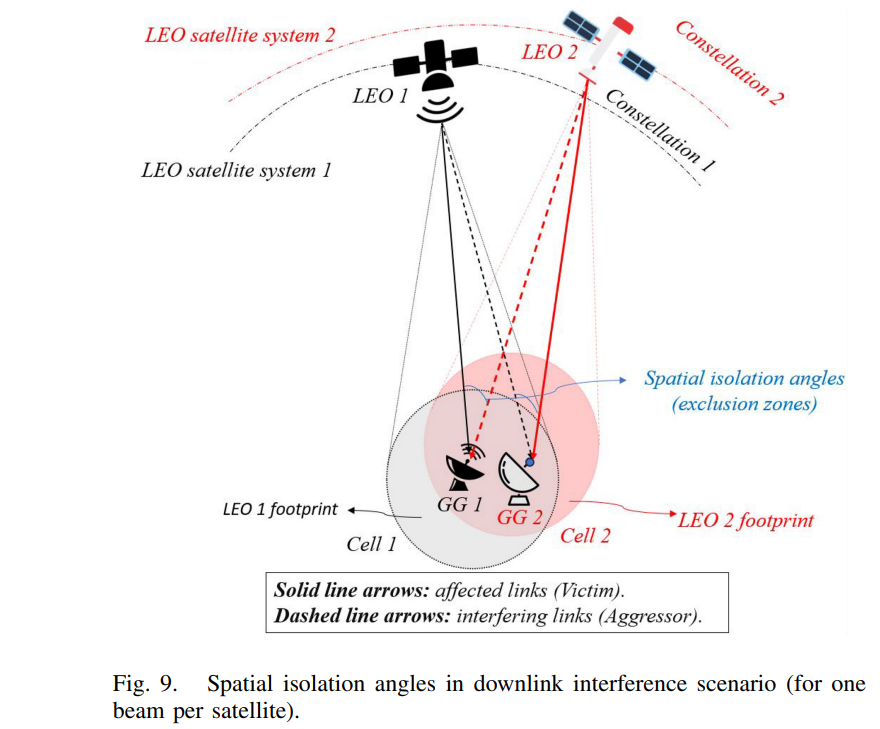 LEO satellite system 2
LEO 2
Constellation 2
LEO 1
Constellation 1
LEO satellite system 1
Spatial isolation angles
(exclusion zones)
GG 1
GG 2
LEO 1 footprint
LEO 2 footprint
Cell 1
Cell 2
Solid line arrows: affected links (Victim).
Dashed line arrows: interfering links (Aggressor).
Fig. 9. Spatial isolation angles in downlink interference scenario (for one
beam per satellite).